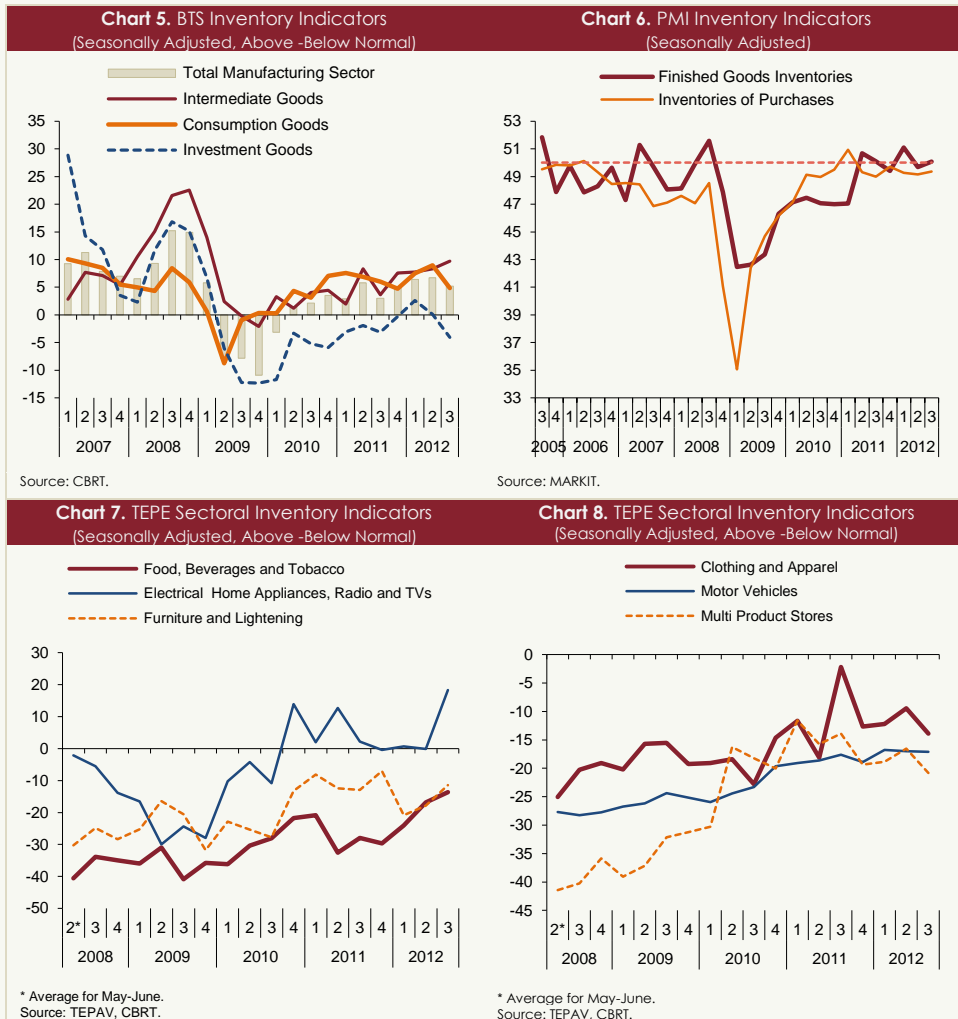 Chart 5. BTS Inventory Indicators
(Seasonally Adjusted, Above -Below Normal)
Total Manufacturing Sector
Intermediate Goods
Consumption Goods
Investment Goods
35
30
25
20
15
10
5
0
-5
-10
-15
1 2 3 4 1 2 3 4 1 2 3 4 1 2 3 4 1 2 3 4 1 2 3
2007 2008 2009 2010 2011 2012
Source: CBRT.
Chart 6. PMI Inventory Indicators
(Seasonally Adjusted)
Finished Goods Inventories
Inventories of Purchases
53
51
49
47
45
43
41
39
37
35
33
3 4 1 2 3 4 1 2 3 4 1 2 3 4 1 2 3 4 1 2 3 4 1 2 3 4 1 2 3
2005 2006 2007 2008 2009 2010 2011 2012
Source: MARKIT.
Chart 7. TEPE Sectoral Inventory Indicators
(Seasonally Adjusted, Above -Below Normal)
Food, Beverages and Tobacco
Electrical Home Appliances, Radio and TVs
Furniture and Lightening
30
20
10
0
-10
-20
-30
-40
-50
2* 3 4 1 2 3 4 1 2 3 4 1 2 3 4 1 2 3
2008 2009 2010 2011 2012
* Average for May-June.
Source: TEPAV, CBRT.
Chart 8. TEPE Sectoral Inventory Indicators
(Seasonally Adjusted, Above -Below Normal)
Clothing and Apparel
Motor Vehicles
Multi Product Stores
0
-5
-10
-15
-20
-25
-30
-35
-40
-45
2* 3 4 1 2 3 4 1 2 3 4 1 2 3 4 1 2 3
2008 2009 2010 2011 2012
* Average for May-June.
Source: TEPAV, CBRT.